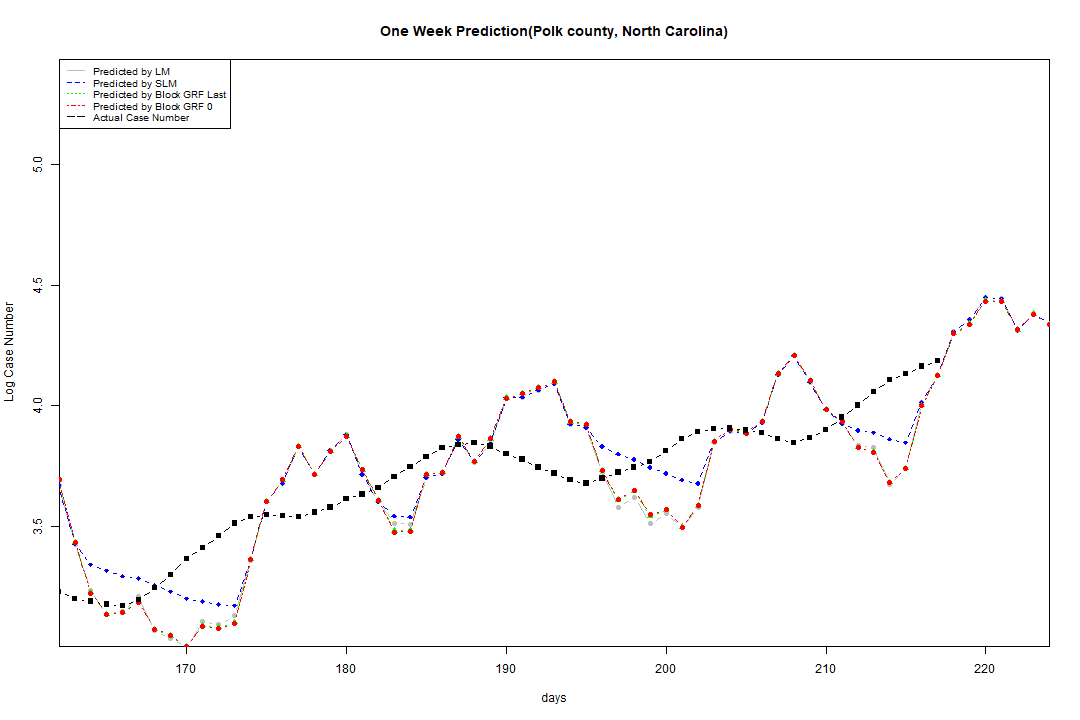 One Week Prediction(Polk county, North Carolina)
Predicted by LM
Predicted by SLM
Predicted by Block GRF Last
Predicted by Block GRF 0
Actual Case Number
5.0
4.5
4.0
3.5
Log Case Number
170 180 190 200 210 220
days